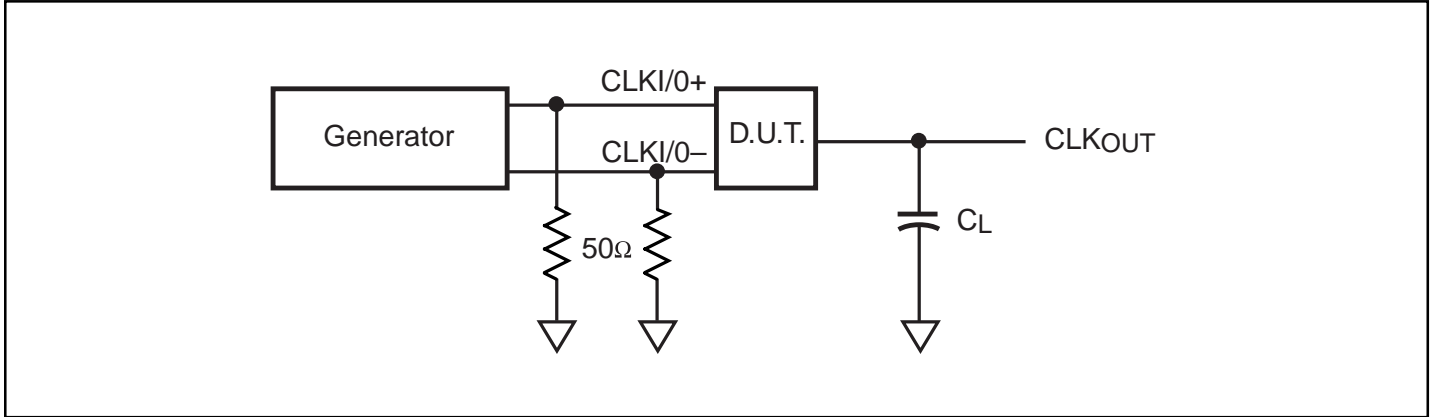 CLKI/0+
Generator
D.U.T.
CLKI/0–
CLKOUT
CL
50Ω